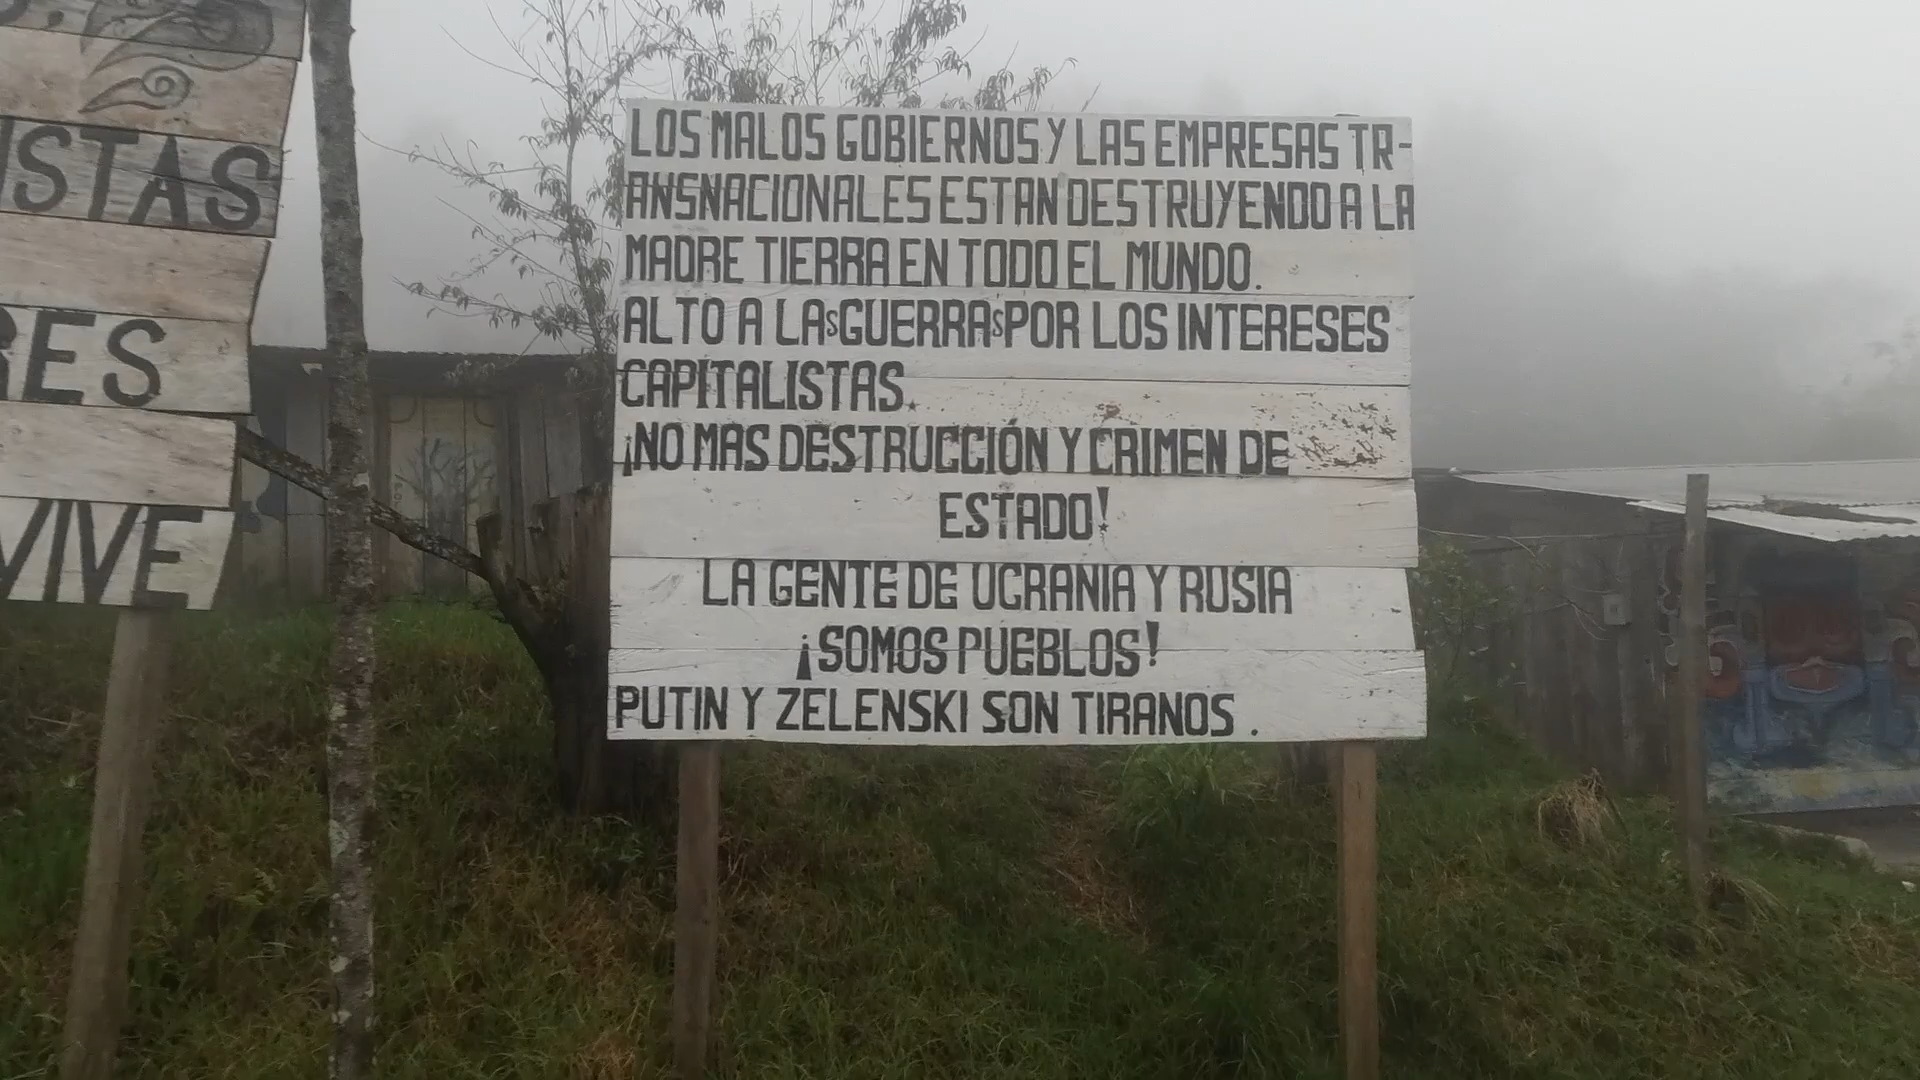 ISTAS
RES
VIVE
LOS MALOS GOBIERNOS Y LAS EMPRESAS TR-
ANSNACIONALES ESTAN DESTRUYENDO A LA
MADRE TIERRA EN TODO EL MUNDO.
ALTO A LAS GUERRAS POR LOS INTERESES
CAPITALISTAS.
¡NO MAS DESTRUCCIÓN Y CRIMEN DE
ESTADO!
LA GENTE DE UCRANIA Y RUSIA
¡SOMOS PUEBLOS!
PUTIN Y ZELENSKI SON TIRANOS.